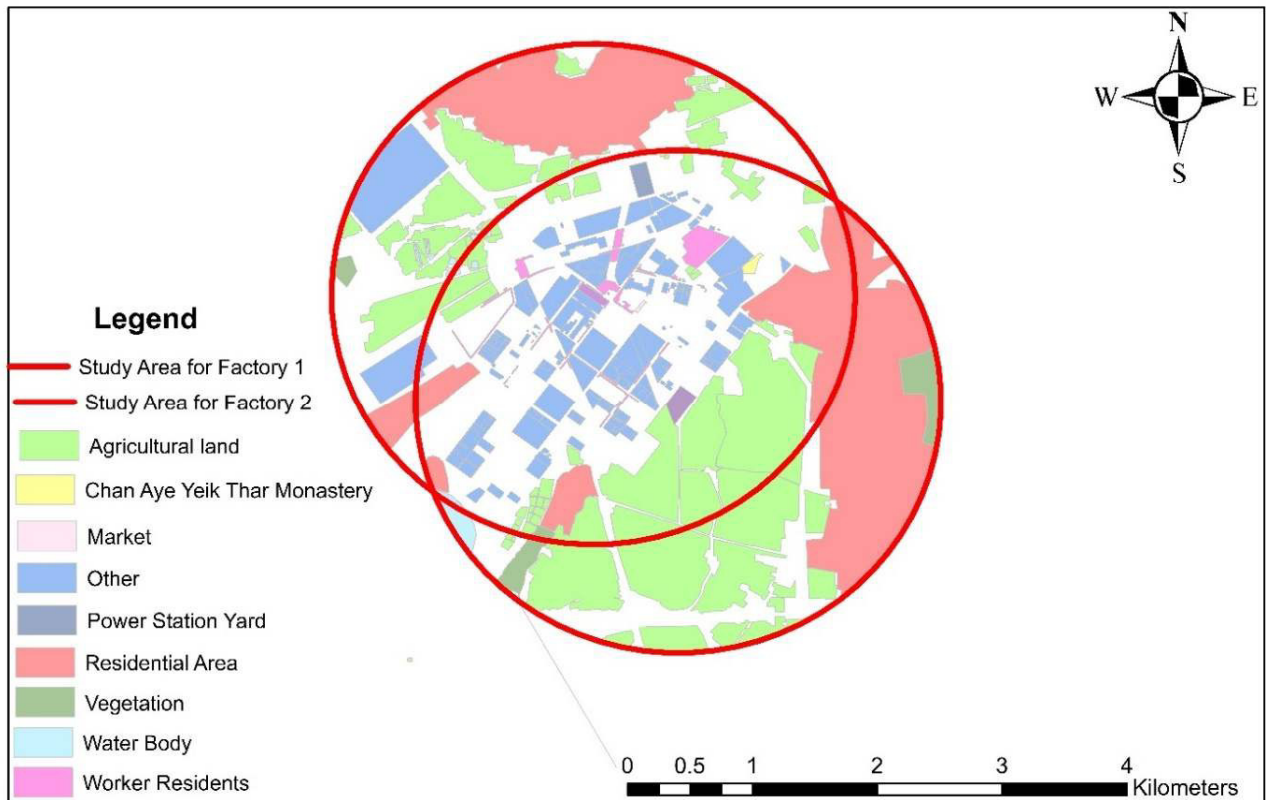 N
W E
S
Legend
Study Area for Factory 1
Study Area for Factory 2
Agricultural land
Chan Aye Yeik Thar Monastery
Market
Other
Power Station Yard
Residential Area
Vegetation
Water Body
Worker Residents
0 0.5 1 2 3 4
Kilometers